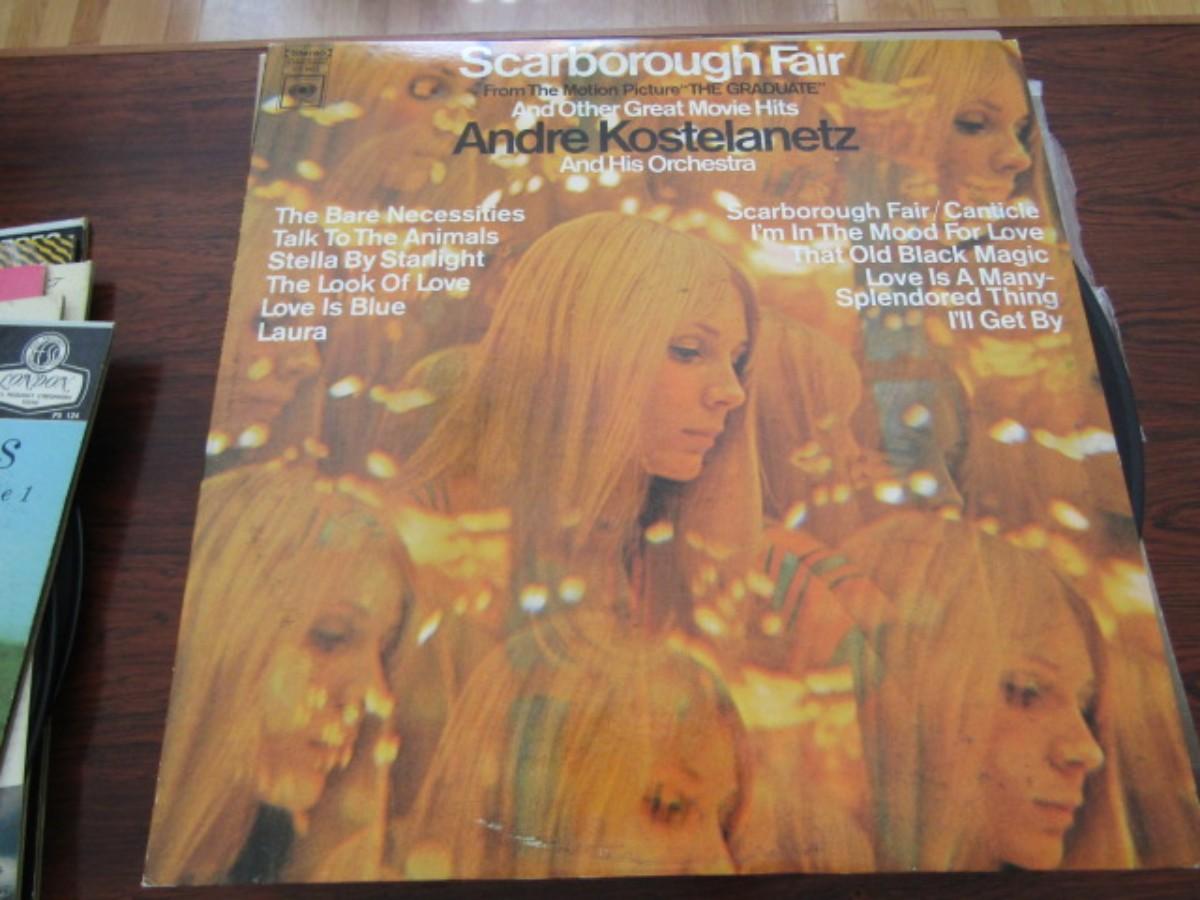 Scarborough Fair
From The Motion Picture "THE GRADUATE"
And Other Great Movie Hits
Andre Kostelanetz
And His Orchestra
The Bare Necessities
Talk To The Animals
Stella By Starlight
The Look Of Love
Love Is Blue
Laura
Scarborough Fair/Canticle
I'm In The Mood For Love
That Old Black Magic
Love Is A Many-
Splendored Thing
I'll Get By
LONDON
PS 124
s
e 1